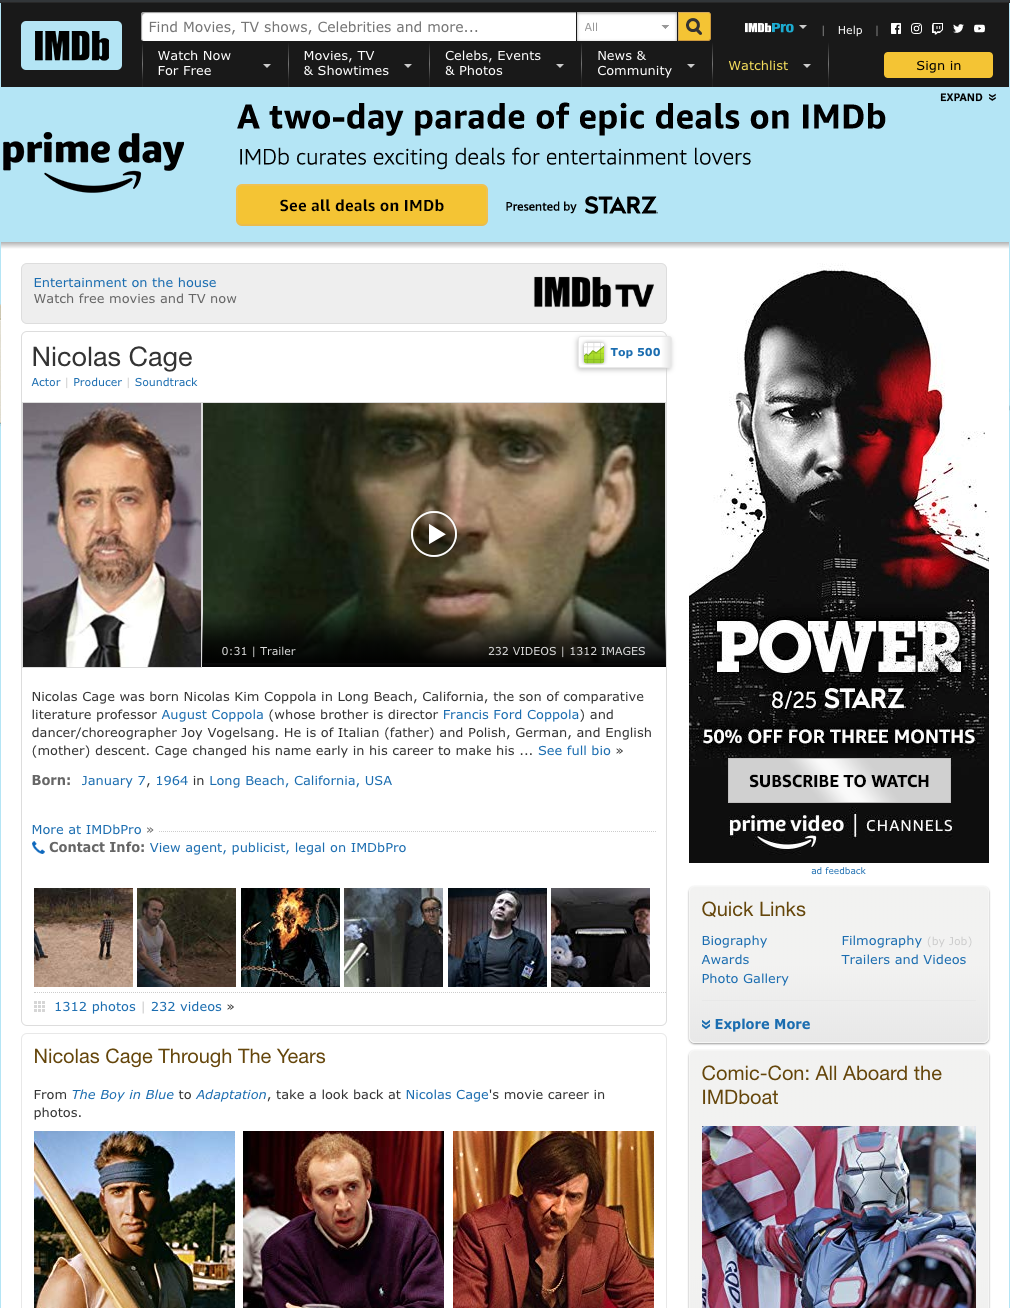 IMDb
Find Movies, TV shows, Celebrities and more...
All
IMDbPro
|
Help
|
Watch Now
For Free
Movies, TV
& Showtimes
Celebs, Events
& Photos
News &
Community
Watchlist
Sign in
EXPAND
prime day
A two-day parade of epic deals on IMDb
IMDb curates exciting deals for entertainment lovers
See all deals on IMDb
Presented by STARZ
Entertainment on the house
Watch free movies and TV now
IMDb TV
Nicolas Cage
Top 500
Actor | Producer | Soundtrack
0:31 | Trailer
232 VIDEOS | 1312 IMAGES
Nicolas Cage was born Nicolas Kim Coppola in Long Beach, California, the son of comparative
literature professor August Coppola (whose brother is director Francis Ford Coppola) and
dancer/choreographer Joy Vogelsang. He is of Italian (father) and Polish, German, and English
(mother) descent. Cage changed his name early in his career to make his ... See full bio »
Born: January 7, 1964 in Long Beach, California, USA
More at IMDbPro »
Contact Info: View agent, publicist, legal on IMDbPro
1312 photos | 232 videos »
Nicolas Cage Through The Years
From The Boy in Blue to Adaptation, take a look back at Nicolas Cage's movie career in
photos.
POWER
8/25 STARZ
50% OFF FOR THREE MONTHS
SUBSCRIBE TO WATCH
prime video | CHANNELS
ad feedback
Quick Links
Biography
Awards
Photo Gallery
Filmography (by Job)
Trailers and Videos
Explore More
Comic-Con: All Aboard the
IMDboat
GOD